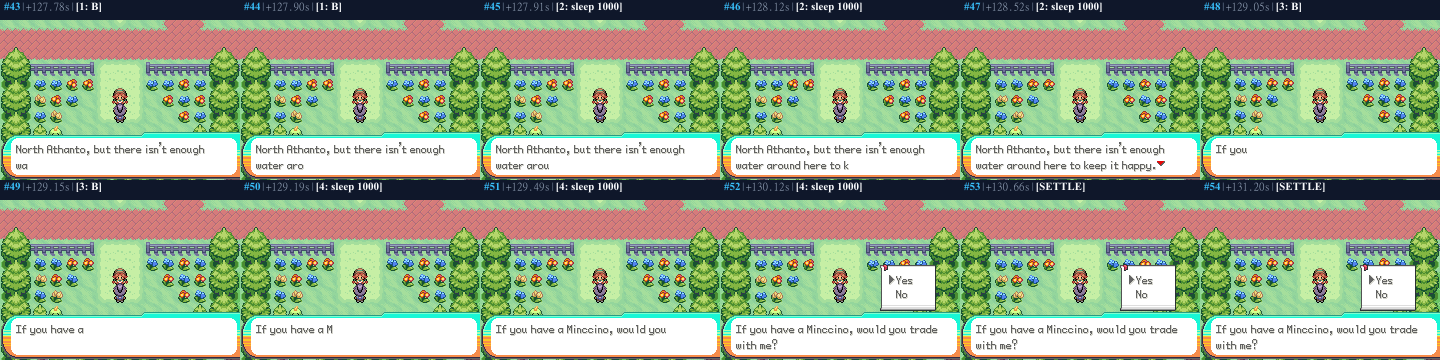 #43|+127.78s|[1: B]
North Athanto, but there isn't enough
wa
#44|+127.90s|[1: B]
North Athanto, but there isn't enough
water aro
#45|+127.91s|[2: sleep 1000]
North Athanto, but there isn't enough
water arou
#46|+128.12s|[2: sleep 1000]
North Athanto, but there isn't enough
water around here to k
#47|+128.52s|[2: sleep 1000]
North Athanto, but there isn't enough
water around here to keep it happy.
#48|+129.05s|[3: B]
If you
#49|+129.15s|[3: B]
If you have a
#50|+129.19s|[4: sleep 1000]
If you have a M
#51|+129.49s|[4: sleep 1000]
If you have a Minccino, would you
#52|+130.12s|[4: sleep 1000]
Yes
No
If you have a Minccino, would you trade
with me?
#53|+130.66s|[SETTLE]
Yes
No
If you have a Minccino, would you trade
with me?
#54|+131.20s|[SETTLE]
Yes
No
If you have a Minccino, would you trade
with me?